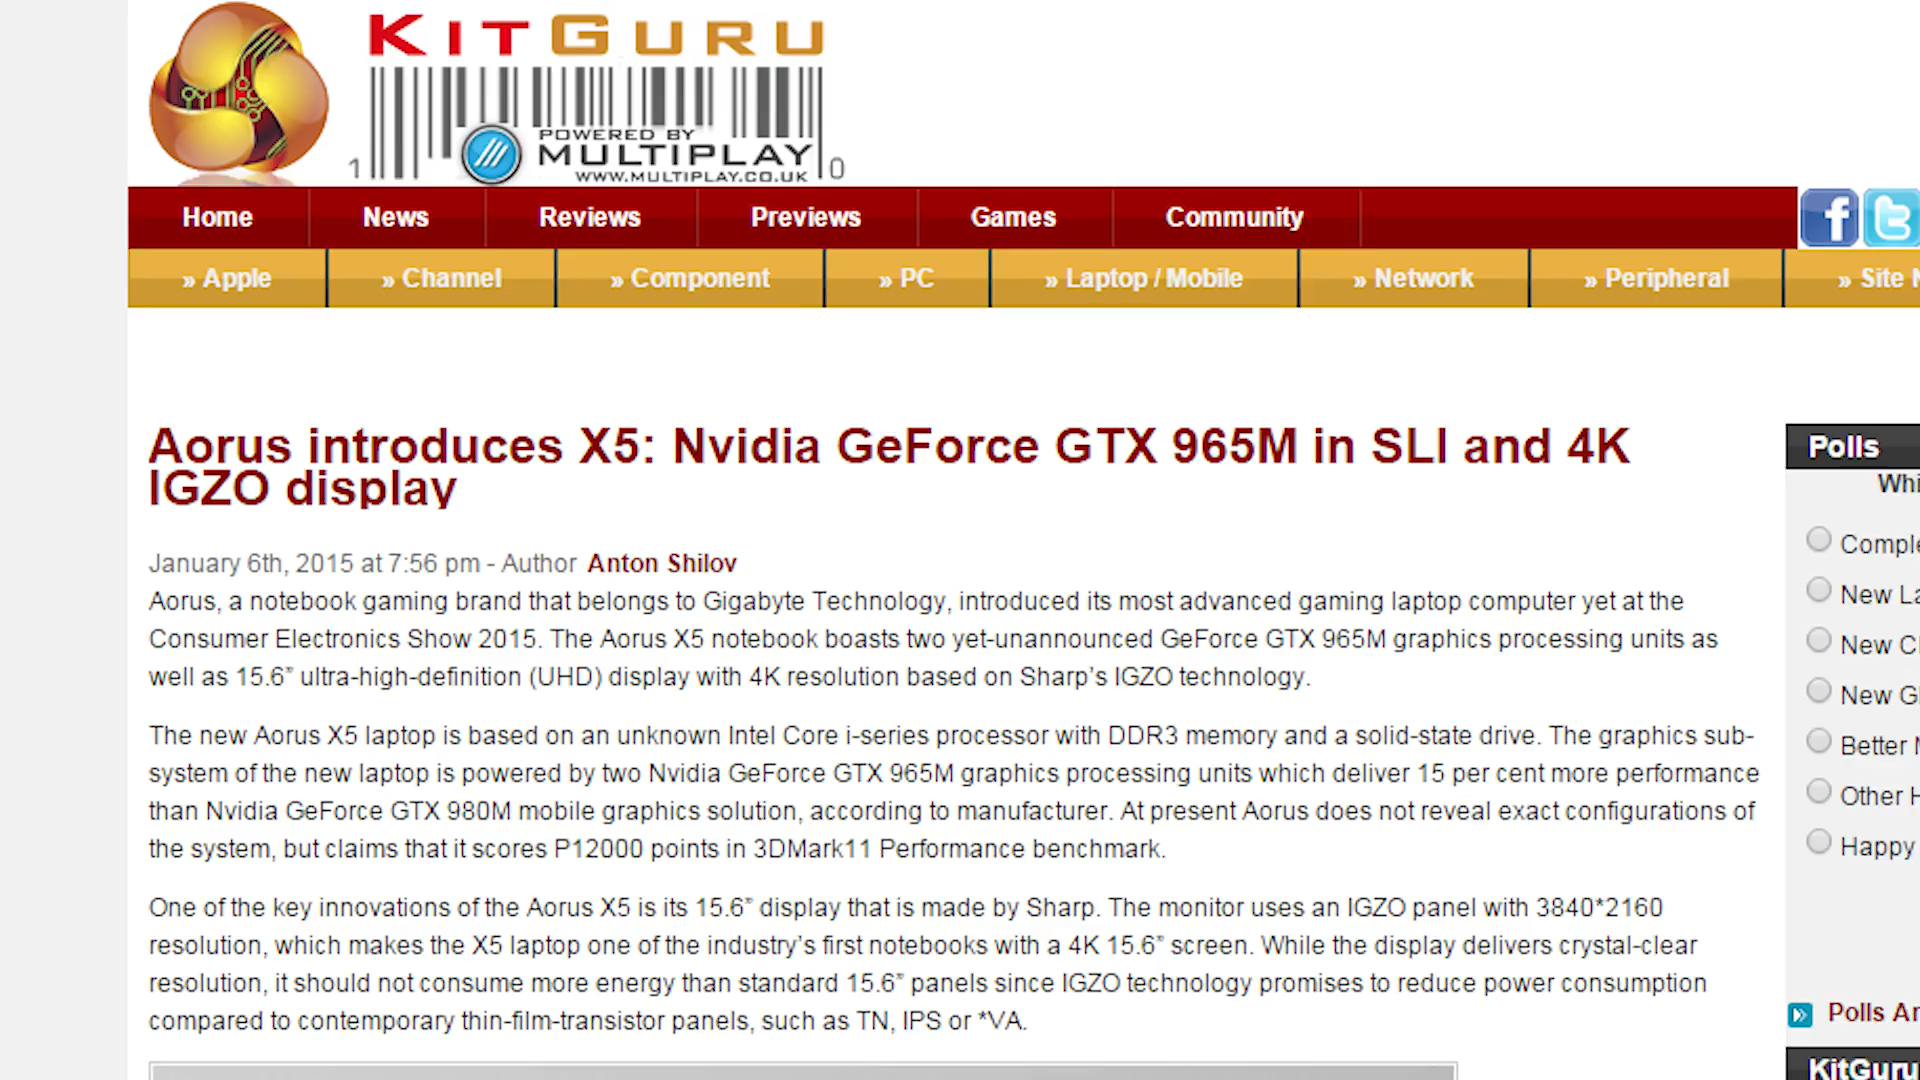 KITGURU
POWERED BY
MULTIPLAY
1 WWW.MULTIPLAY.CO.UK 0
Home News Reviews Previews Games Community
» Apple » Channel » Component » PC » Laptop / Mobile » Network » Peripheral » Site
Aorus introduces X5: Nvidia GeForce GTX 965M in SLI and 4K
IGZO display
January 6th, 2015 at 7:56 pm - Author Anton Shilov
Aorus, a notebook gaming brand that belongs to Gigabyte Technology, introduced its most advanced gaming laptop computer yet at the
Consumer Electronics Show 2015. The Aorus X5 notebook boasts two yet-unannounced GeForce GTX 965M graphics processing units as
well as 15.6” ultra-high-definition (UHD) display with 4K resolution based on Sharp’s IGZO technology.
The new Aorus X5 laptop is based on an unknown Intel Core i-series processor with DDR3 memory and a solid-state drive. The graphics sub-
system of the new laptop is powered by two Nvidia GeForce GTX 965M graphics processing units which deliver 15 per cent more performance
than Nvidia GeForce GTX 980M mobile graphics solution, according to manufacturer. At present Aorus does not reveal exact configurations of
the system, but claims that it scores P12000 points in 3DMark11 Performance benchmark.
One of the key innovations of the Aorus X5 is its 15.6” display that is made by Sharp. The monitor uses an IGZO panel with 3840*2160
resolution, which makes the X5 laptop one of the industry’s first notebooks with a 4K 15.6” screen. While the display delivers crystal-clear
resolution, it should not consume more energy than standard 15.6” panels since IGZO technology promises to reduce power consumption
compared to contemporary thin-film-transistor panels, such as TN, IPS or *VA.
Polls
Whi
Comple
New La
New
New
Better
Other
Happy
Polls Ar
KitGuru